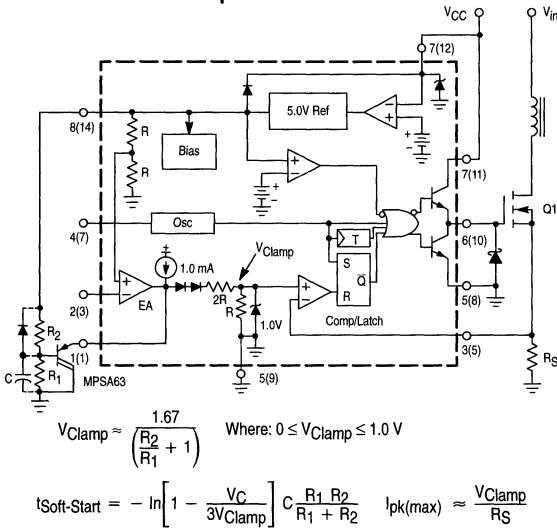 VCC
Vin
7(12)
5.0V Ref
8(14)
R
Bias
R
7(11)
Q1
4(7)
Osc
T
6(10)
VClamp
S
Q̅
R
1.0 mA
EA
2R
R
1.0V
Comp/Latch
5(8)
2(3)
R2
1(1)
3(5)
C
R1
MPSA63
5(9)
RS
VClamp ≈ 1.67 / (R2/R1 + 1) Where: 0 ≤ VClamp ≤ 1.0 V
tSoft-Start = – ln[1 – VC/3VClamp] C R1 R2/R1 + R2 Ipk(max) ≈ VClamp/RS